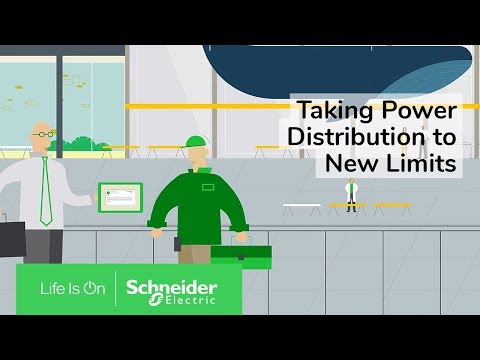 Taking Power
Distribution to
New Limits
Life Is On
Schneider
Electric